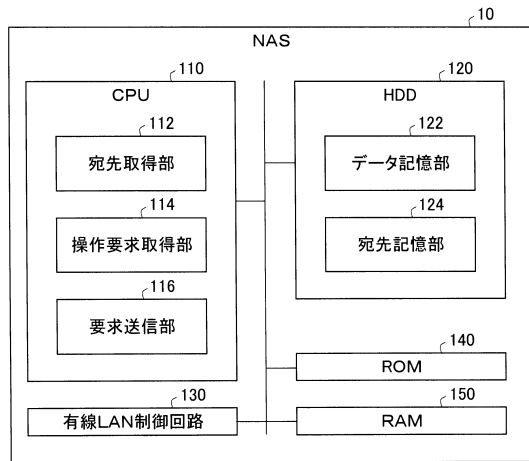 10
NAS
110
CPU
112
宛先取得部
114
操作要求取得部
116
要求送信部
120
HDD
122
データ記憶部
124
宛先記憶部
130
有線LAN制御回路
140
ROM
150
RAM